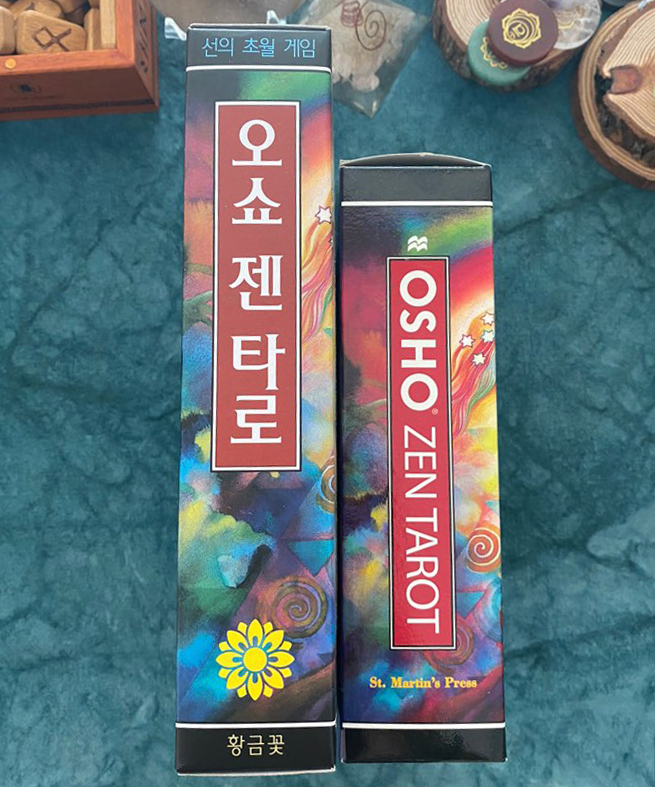 선의 초월 게임
오쇼 젠 타로
황금꽃
OSHO® ZEN TAROT
St. Martin's Press